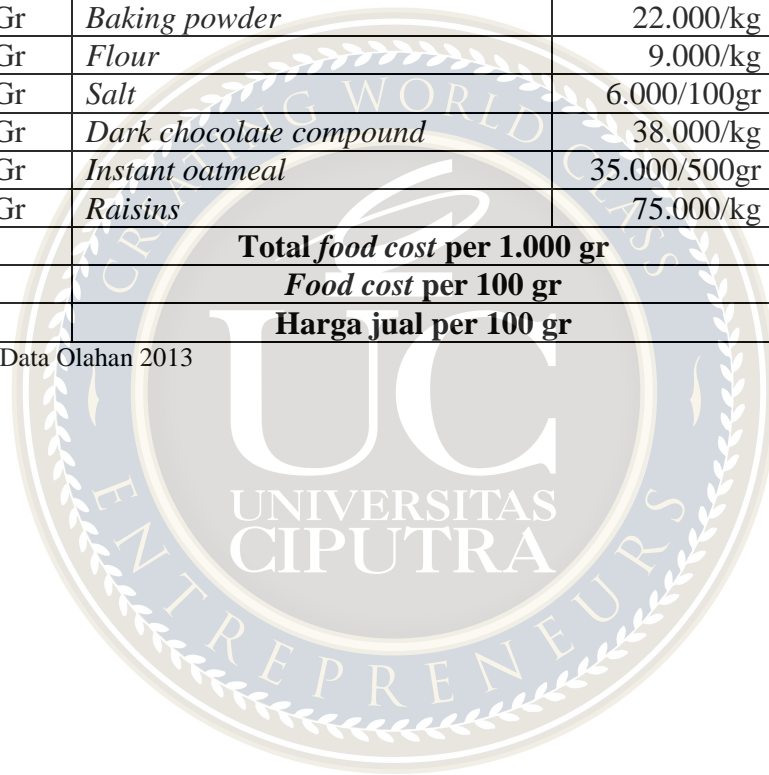 Gr Baking powder 22.000/kg
Gr Flour 9.000/kg
Gr Salt 6.000/100gr
Gr Dark chocolate compound 38.000/kg
Gr Instant oatmeal 35.000/500gr
Gr Raisins 75.000/kg
Total food cost per 1.000 gr
Food cost per 100 gr
Harga jual per 100 gr
Data Olahan 2013
CREATING WORLD CLASS
UC
UNIVERSITAS
CIPUTRA
ENTREPRENEURS